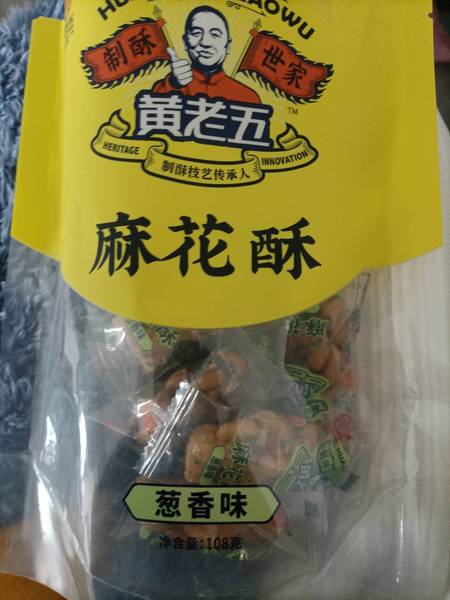 制酥
世家
黄老五
TM
HERITAGE
INNOVATION
制酥技艺传承人
麻花酥
葱香味
净含量:108克